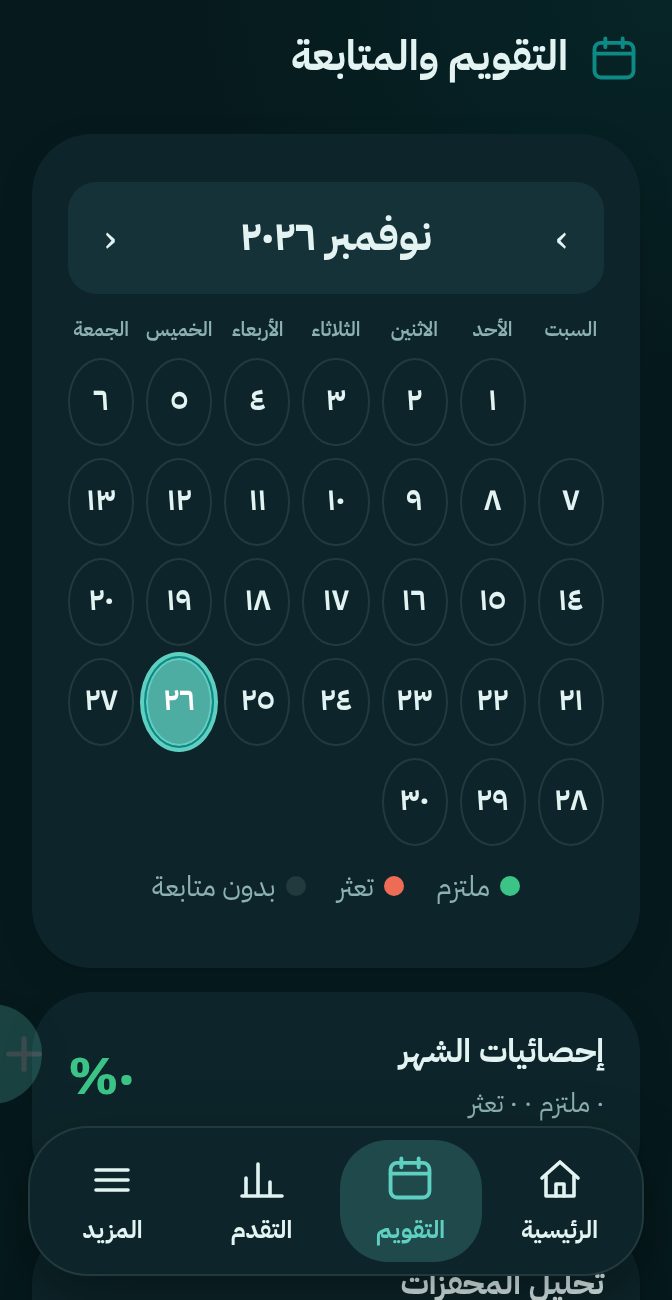 التقويم والمتابعة
‹ نوفمبر ٢٠٢٦ ›
السبت الأحد الاثنين الثلاثاء الأربعاء الخميس الجمعة
١ ٢ ٣ ٤ ٥ ٦
٧ ٨ ٩ ١٠ ١١ ١٢ ١٣
١٤ ١٥ ١٦ ١٧ ١٨ ١٩ ٢٠
٢١ ٢٢ ٢٣ ٢٤ ٢٥ ٢٦ ٢٧
٢٨ ٢٩ ٣٠
ملتزم تعثر بدون متابعة
إحصائيات الشهر
٠%
٠ ملتزم · ٠ تعثر
الرئيسية التقويم التقدم المزيد
تحليل المحفزات